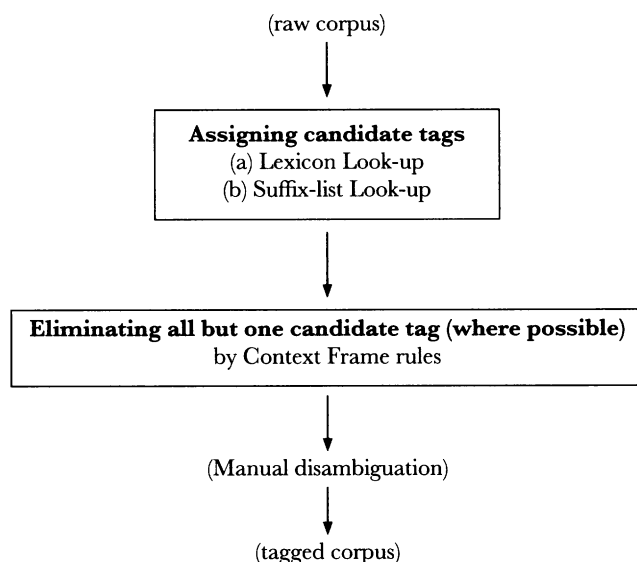 (raw corpus)
Assigning candidate tags
(a) Lexicon Look-up
(b) Suffix-list Look-up
Eliminating all but one candidate tag (where possible)
by Context Frame rules
(Manual disambiguation)
(tagged corpus)